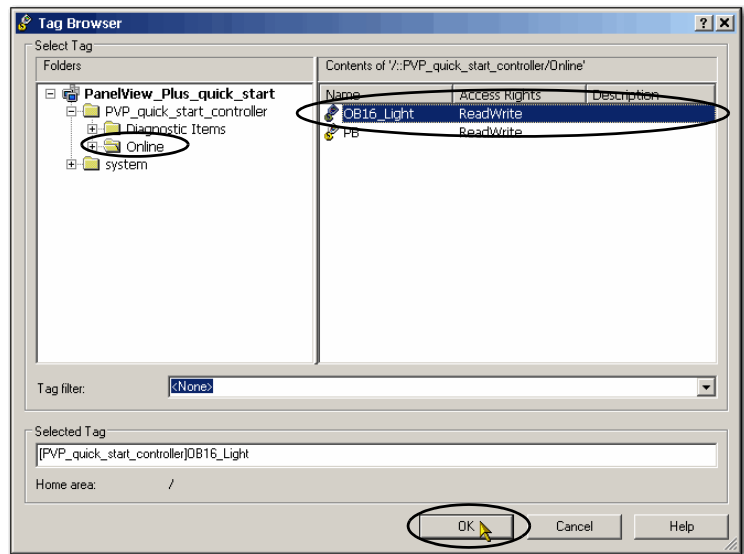 Tag Browser
Select Tag
Folders
Contents of '/::PVP_quick_start_controller/Online'
PanelView_Plus_quick_start
PVP_quick_start_controller
Diagnostic Items
Online
system
Name Access Rights Description
OB16_Light ReadWrite
PB ReadWrite
Tag filter: <None>
Selected Tag
[PVP_quick_start_controller]OB16_Light
Home area: /
OK Cancel Help